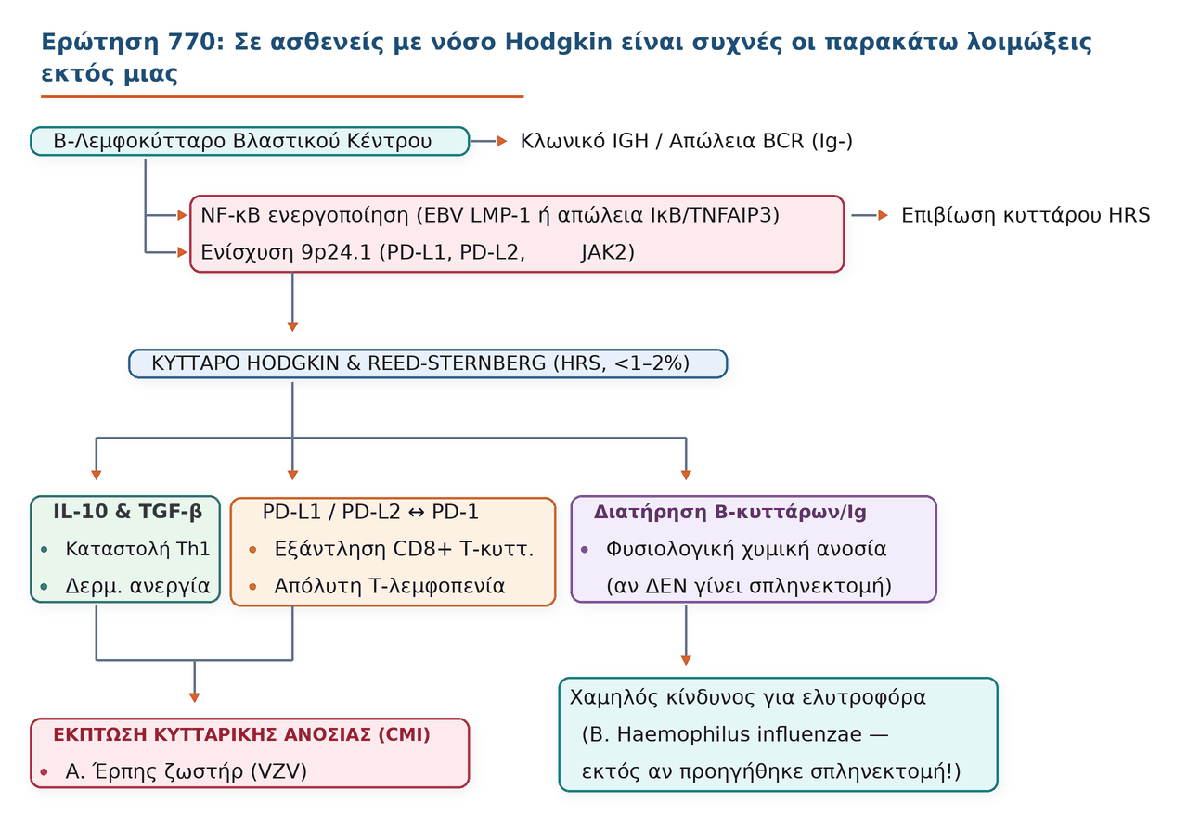 Ερώτηση 770: Σε ασθενείς με νόσο Hodgkin είναι συχνές οι παρακάτω λοιμώξεις
εκτός μιας
Β-Λεμφοκύτταρο Βλαστικού Κέντρου
Κλωνικό IGH / Απώλεια BCR (Ig-)
NF-κB ενεργοποίηση (EBV LMP-1 ή απώλεια IκB/TNFAIP3)
Επιβίωση κυττάρου HRS
Ενίσχυση 9p24.1 (PD-L1, PD-L2, JAK2)
ΚΥΤΤΑΡΟ HODGKIN & REED-STERNBERG (HRS, <1–2%)
IL-10 & TGF-β
• Καταστολή Th1
• Δερμ. ανεργία
PD-L1 / PD-L2 ↔ PD-1
• Εξάντληση CD8+ Τ-κυττ.
• Απόλυτη Τ-λεμφοπενία
Διατήρηση Β-κυττάρων/Ig
• Φυσιολογική χυμική ανοσία
(αν ΔΕΝ γίνει σπληνεκτομή)
ΕΚΠΤΩΣΗ ΚΥΤΤΑΡΙΚΗΣ ΑΝΟΣΙΑΣ (CMI)
• Α. Έρπης ζωστήρ (VZV)
Χαμηλός κίνδυνος για ελυτροφόρα
(Β. Haemophilus influenzae —
εκτός αν προηγήθηκε σπληνεκτομή!)